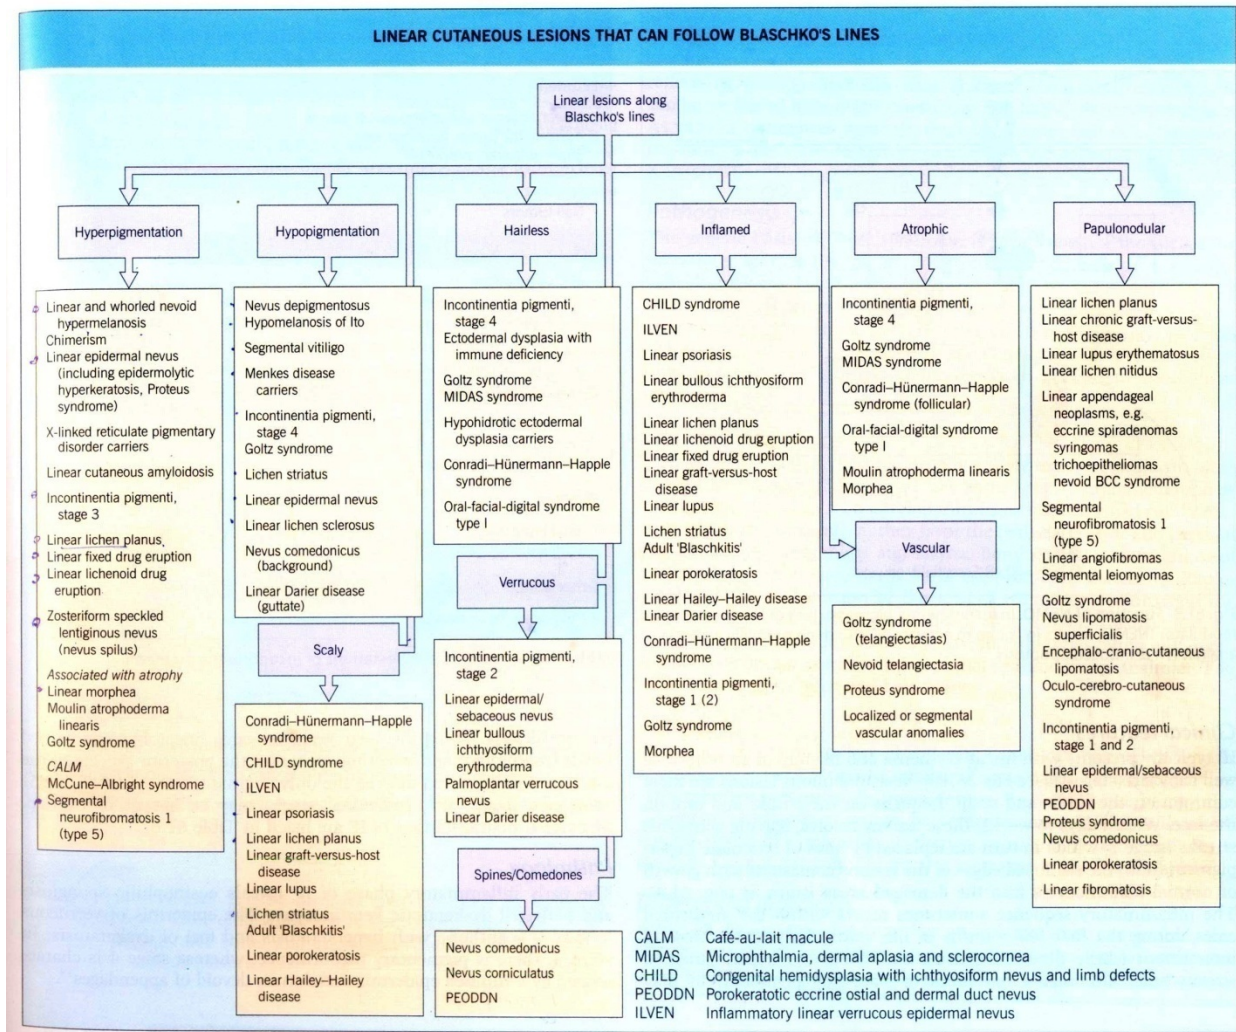 LINEAR CUTANEOUS LESIONS THAT CAN FOLLOW BLASCHKO'S LINES
Linear lesions along
Blaschko's lines
Hyperpigmentation
Linear and whorled nevoid
hypermelanosis
Chimerism
Linear epidermal nevus
(including epidermolytic
hyperkeratosis, Proteus
syndrome)
X-linked reticulate pigmentary
disorder carriers
Linear cutaneous amyloidosis
Incontinentia pigmenti,
stage 3
Linear lichen planus
Linear fixed drug eruption
Linear lichenoid drug
eruption
Zosteriform speckled
lentiginous nevus
(nevus spilus)
Associated with atrophy
Linear morphea
Moulin atrophoderma
linearis
Goltz syndrome
CALM
McCune–Albright syndrome
Segmental
neurofibromatosis 1
(type 5)
Hypopigmentation
Nevus depigmentosus
Hypomelanosis of Ito
Segmental vitiligo
Menkes disease
carriers
Incontinentia pigmenti,
stage 4
Goltz syndrome
Lichen striatus
Linear epidermal nevus
Linear lichen sclerosus
Nevus comedonicus
(background)
Linear Darier disease
(guttate)
Scaly
Conradi–Hünermann–Happle
syndrome
CHILD syndrome
ILVEN
Linear psoriasis
Linear lichen planus
Linear graft-versus-host
disease
Linear lupus
Lichen striatus
Adult 'Blaschkitis'
Linear porokeratosis
Linear Hailey–Hailey
disease
Hairless
Incontinentia pigmenti,
stage 4
Ectodermal dysplasia with
immune deficiency
Goltz syndrome
MIDAS syndrome
Hypohidrotic ectodermal
dysplasia carriers
Conradi–Hünermann–Happle
syndrome
Oral-facial-digital syndrome
type I
Verrucous
Incontinentia pigmenti,
stage 2
Linear epidermal/
sebaceous nevus
Linear bullous
ichthyosiform
erythroderma
Palmoplantar verrucous
nevus
Linear Darier disease
Spines/Comedones
Nevus comedonicus
Nevus corniculatus
PEODDN
Inflamed
CHILD syndrome
ILVEN
Linear psoriasis
Linear bullous ichthyosiform
erythroderma
Linear lichen planus
Linear lichenoid drug eruption
Linear fixed drug eruption
Linear graft-versus-host
disease
Linear lupus
Lichen striatus
Adult 'Blaschkitis'
Linear porokeratosis
Linear Hailey–Hailey disease
Linear Darier disease
Conradi–Hünermann–Happle
syndrome
Incontinentia pigmenti,
stage 1 (2)
Goltz syndrome
Morphea
Atrophic
Incontinentia pigmenti,
stage 4
Goltz syndrome
MIDAS syndrome
Conradi–Hünermann–Happle
syndrome (follicular)
Oral-facial-digital syndrome
type I
Moulin atrophoderma linearis
Morphea
Vascular
Goltz syndrome
(telangiectasias)
Nevoid telangiectasia
Proteus syndrome
Localized or segmental
vascular anomalies
Papulonodular
Linear lichen planus
Linear chronic graft-versus-
host disease
Linear lupus erythematosus
Linear lichen nitidus
Linear appendageal
neoplasms, e.g.
eccrine spiradenomas
syringomas
trichoepitheliomas
nevoid BCC syndrome
Segmental
neurofibromatosis 1
(type 5)
Linear angiofibromas
Segmental leiomyomas
Goltz syndrome
Nevus lipomatosis
superficialis
Encephalo-cranio-cutaneous
lipomatosis
Oculo-cerebro-cutaneous
syndrome
Incontinentia pigmenti,
stage 1 and 2
Linear epidermal/sebaceous
nevus
PEODDN
Proteus syndrome
Nevus comedonicus
Linear porokeratosis
Linear fibromatosis
CALM Café-au-lait macule
MIDAS Microphthalmia, dermal aplasia and sclerocornea
CHILD Congenital hemidysplasia with ichthyosiform nevus and limb defects
PEODDN Porokeratotic eccrine ostial and dermal duct nevus
ILVEN Inflammatory linear verrucous epidermal nevus